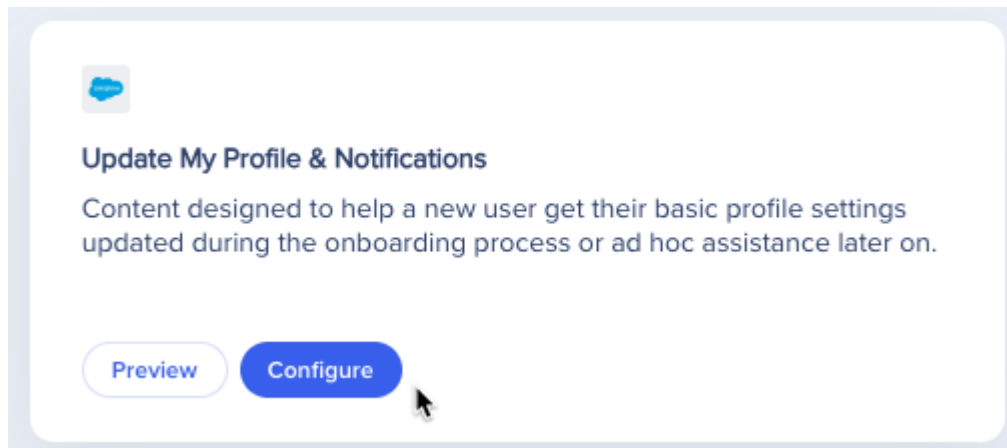 Update My Profile & Notifications
Content designed to help a new user get their basic profile settings
updated during the onboarding process or ad hoc assistance later on.
Preview Configure